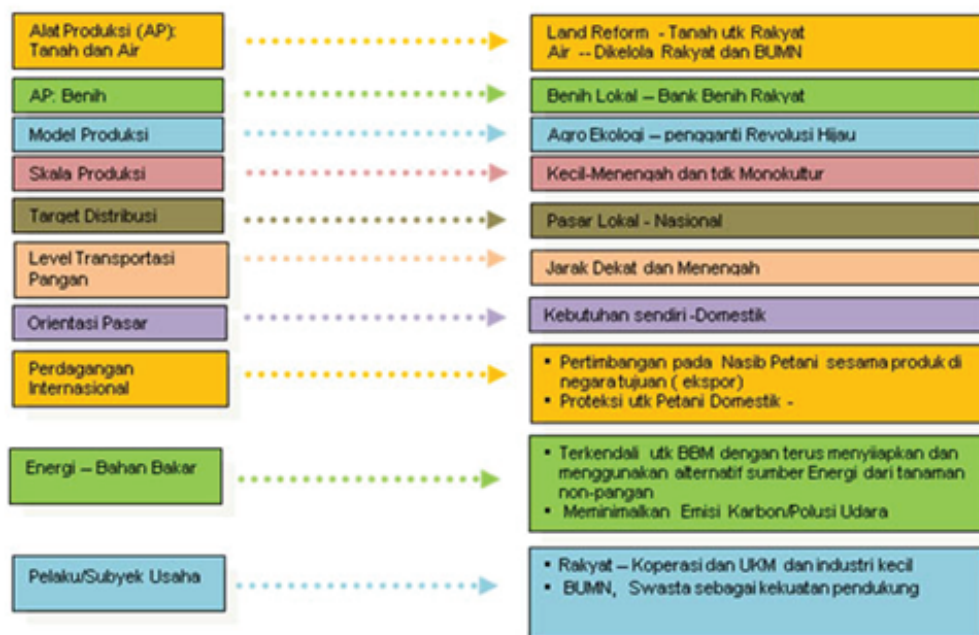 Alat Produksi (AP):
Tanah dan Air
Land Reform - Tanah utk Rakyat
Air -- Dikelola Rakyat dan BUMN
AP: Benih
Benih Lokal – Bank Benih Rakyat
Model Produksi
Agro Ekologi – pengganti Revolusi Hijau
Skala Produksi
Kecil-Menengah dan tdk Monokultur
Target Distribusi
Pasar Lokal - Nasional
Level Transportasi
Pangan
Jarak Dekat dan Menengah
Orientasi Pasar
Kebutuhan sendiri -Domestik
Perdagangan
Internasional
▪ Pertimbangan pada Nasib Petani sesama produk di
negara tujuan ( ekspor)
▪ Proteksi utk Petani Domestik -
Energi – Bahan Bakar
▪ Terkendali utk BBM dengan terus menyiiapkan dan
menggunakan alternatif sumber Energi dari tanaman
non-pangan
▪ Meminimalkan Emisi Karbon/Polusi Udara
Pelaku/Subyek Usaha
▪ Rakyat – Koperasi dan UKM dan industri kecil
▪ BUMN, Swasta sebagai kekuatan pendukung